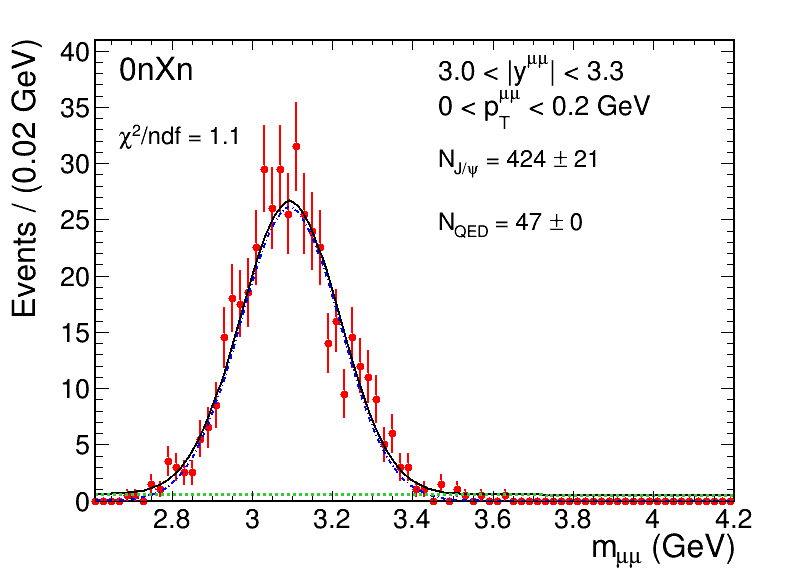 0nXn
3.0 < |y^μμ| < 3.3
0 < p_T^μμ < 0.2 GeV
χ²/ndf = 1.1
N_J/ψ = 424 ± 21
N_QED = 47 ± 0
Events / (0.02 GeV)
40
35
30
25
20
15
10
5
0
2.8 3 3.2 3.4 3.6 3.8 4 4.2
m_μμ (GeV)